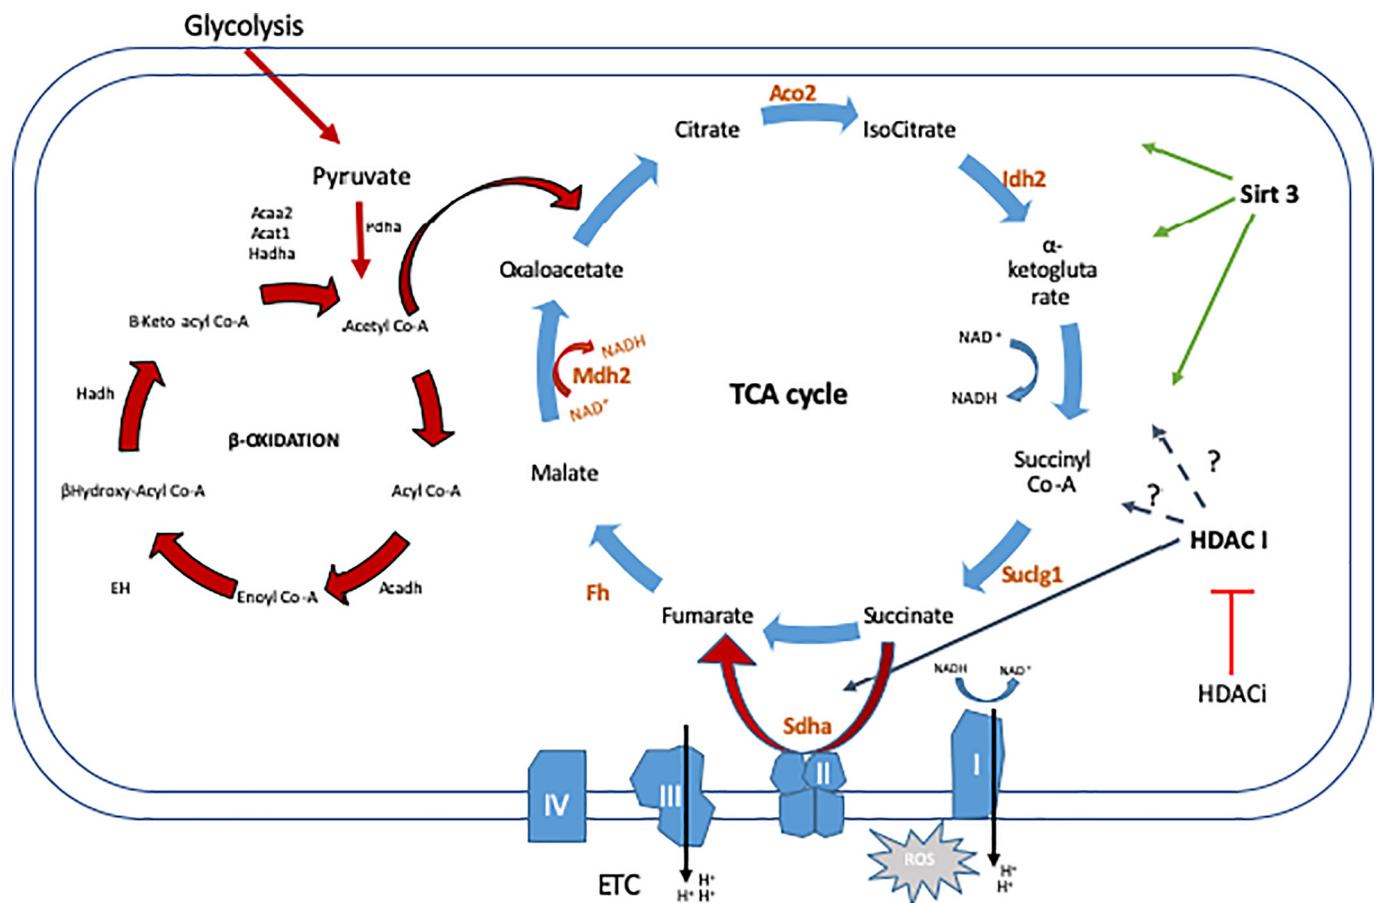 Glycolysis
Pyruvate
Acaa2
Acat1
Hadha
Pdha
B-Keto acyl Co-A
Acetyl Co-A
Hadh
β-OXIDATION
βHydroxy-Acyl Co-A
Acyl Co-A
EH
Enoyl Co-A
Acadh
Aco2
Citrate
IsoCitrate
Idh2
Oxaloacetate
α-
ketogluta
rate
NADH
Mdh2
NAD⁺
TCA cycle
NAD⁺
NADH
Malate
Succinyl
Co-A
Fh
Suclg1
Fumarate
Succinate
Sdha
Sirt 3
?
?
HDAC I
HDACi
NADH
NAD⁺
IV
III
II
I
ROS
ETC
H⁺
H⁺ H⁺
H⁺
H⁺